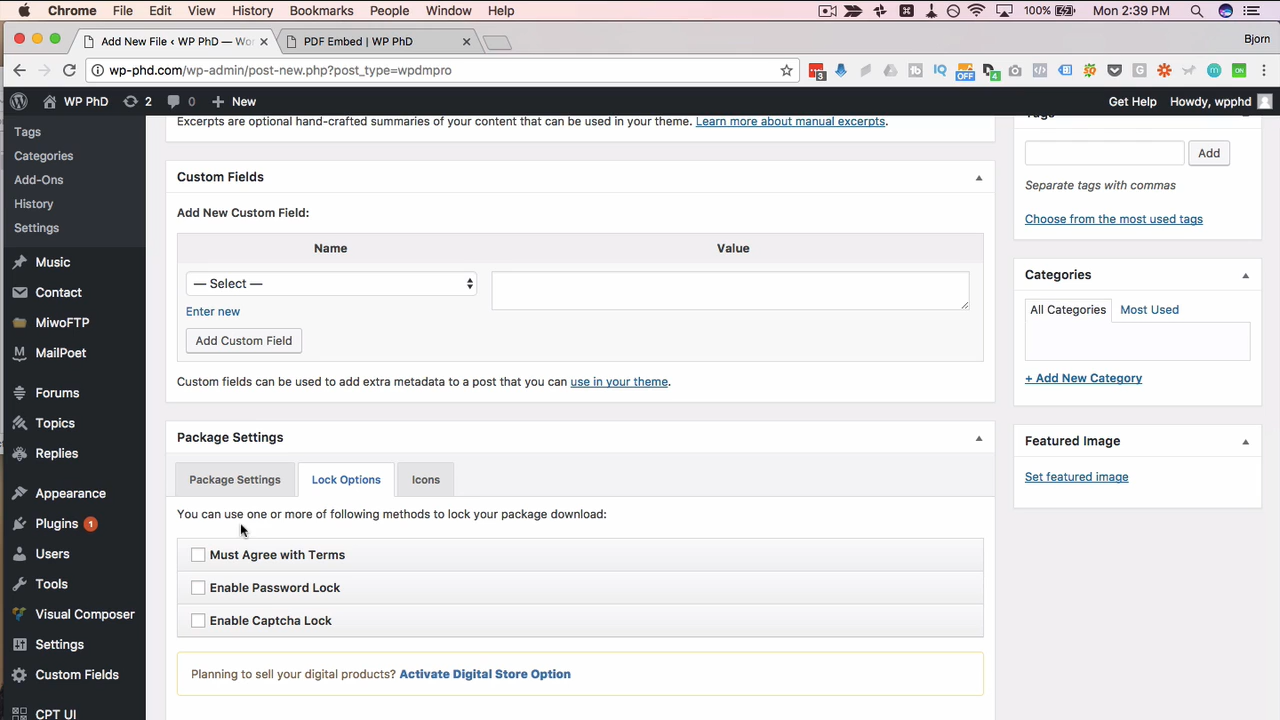 Chrome File Edit View History Bookmarks People Window Help 100% Mon 2:39 PM
Add New File ‹ WP PhD — Wor PDF Embed | WP PhD Bjorn
wp-phd.com/wp-admin/post-new.php?post_type=wpdmpro 3 OFF 4 ON
WP PhD 2 0 + New Get Help Howdy, wpphd
Tags
Categories
Add-Ons
History
Settings
Music
Contact
MiwoFTP
MailPoet
Forums
Topics
Replies
Appearance
Plugins 1
Users
Tools
Visual Composer
Settings
Custom Fields
CPT UI
Excerpts are optional hand-crafted summaries of your content that can be used in your theme. Learn more about manual excerpts.
Custom Fields
Add New Custom Field:
Name Value
— Select —
Enter new
Add Custom Field
Custom fields can be used to add extra metadata to a post that you can use in your theme.
Package Settings
Package Settings Lock Options Icons
You can use one or more of following methods to lock your package download:
Must Agree with Terms
Enable Password Lock
Enable Captcha Lock
Planning to sell your digital products? Activate Digital Store Option
Tags
Add
Separate tags with commas
Choose from the most used tags
Categories
All Categories Most Used
+ Add New Category
Featured Image
Set featured image